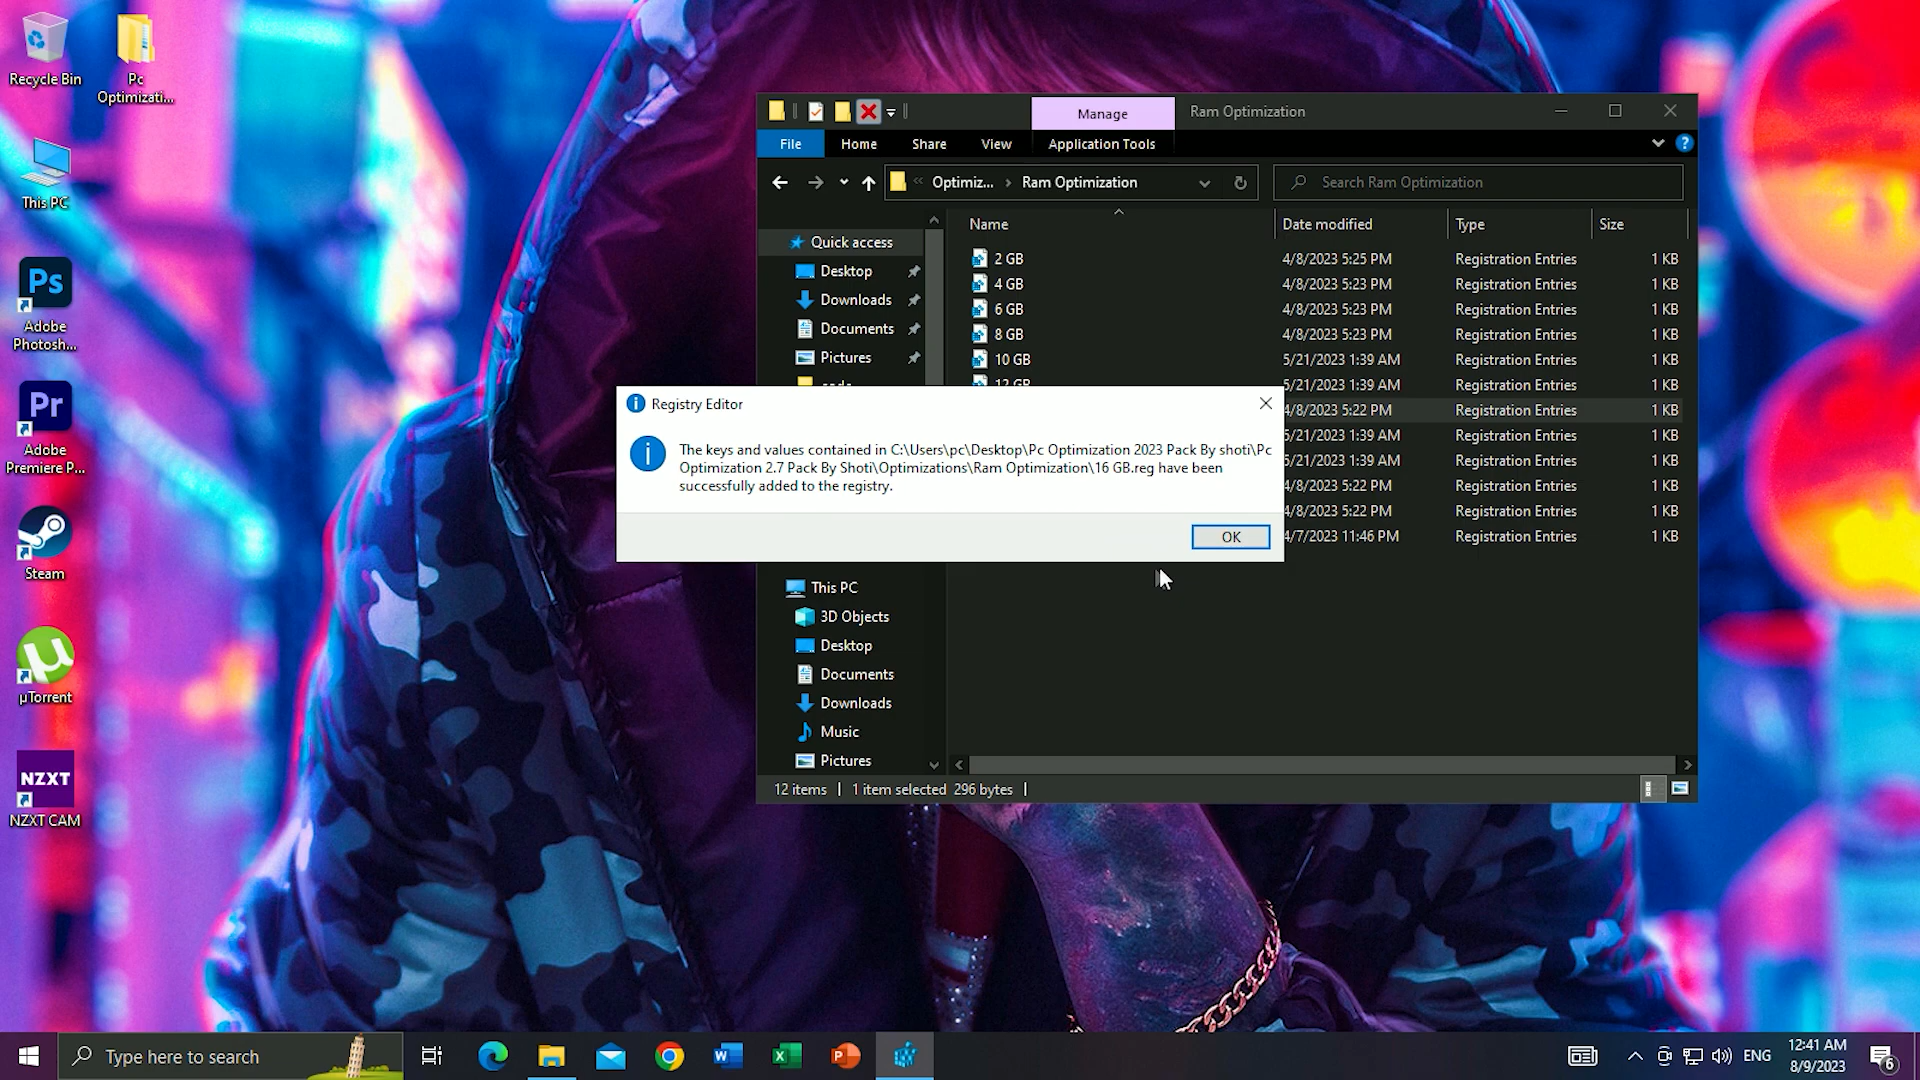 Recycle Bin
Pc
Optimizati...
This PC
Ps
Adobe
Photosh...
Pr
Adobe
Premiere P...
Steam
µTorrent
NZXT
NZXT CAM
Manage
Ram Optimization
File
Home
Share
View
Application Tools
Optimiz...
Ram Optimization
Search Ram Optimization
Name
Date modified
Type
Size
Quick access
Desktop
Downloads
Documents
Pictures
2 GB 4/8/2023 5:25 PM Registration Entries 1 KB
4 GB 4/8/2023 5:23 PM Registration Entries 1 KB
6 GB 4/8/2023 5:23 PM Registration Entries 1 KB
8 GB 4/8/2023 5:23 PM Registration Entries 1 KB
10 GB 5/21/2023 1:39 AM Registration Entries 1 KB
12 GB 5/21/2023 1:39 AM Registration Entries 1 KB
4/8/2023 5:22 PM Registration Entries 1 KB
5/21/2023 1:39 AM Registration Entries 1 KB
5/21/2023 1:39 AM Registration Entries 1 KB
4/8/2023 5:22 PM Registration Entries 1 KB
4/8/2023 5:22 PM Registration Entries 1 KB
4/7/2023 11:46 PM Registration Entries 1 KB
Registry Editor
The keys and values contained in C:\Users\pc\Desktop\Pc Optimization 2023 Pack By shoti\Pc
Optimization 2.7 Pack By Shoti\Optimizations\Ram Optimization\16 GB.reg have been
successfully added to the registry.
OK
This PC
3D Objects
Desktop
Documents
Downloads
Music
Pictures
12 items
1 item selected 296 bytes
Type here to search
ENG
12:41 AM
8/9/2023
6